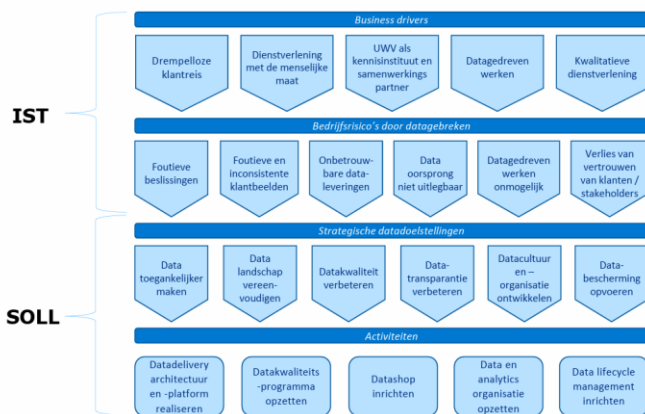 Business drivers
Drempelloze
klantreis
Dienstverlening
met de menselijke
maat
UWV als
kennisinstituut en
samenwerkings
partner
Datagedreven
werken
Kwalitatieve
dienstverlening
IST
Bedrijfsrisico's door datagebreken
Foutieve
beslissingen
Foutieve en
inconsistente
klantbeelden
Onbetrouw-
bare data-
leveringen
Data
oorsprong
niet uitlegbaar
Datagedreven
werken
onmogelijk
Verlies van
vertrouwen
van klanten /
stakeholders
Strategische datadoelstellingen
Data
toegankelijker
maken
Data
landschap
vereen-
voudigen
Datakwaliteit
verbeteren
Data-
transparantie
verbeteren
Datacultuur
en –
organisatie
ontwikkelen
Data-
bescherming
opvoeren
SOLL
Activiteiten
Datadelivery
architectuur
en -platform
realiseren
Datakwaliteits
-programma
opzetten
Datashop
inrichten
Data en
analytics
organisatie
opzetten
Data lifecycle
management
inrichten